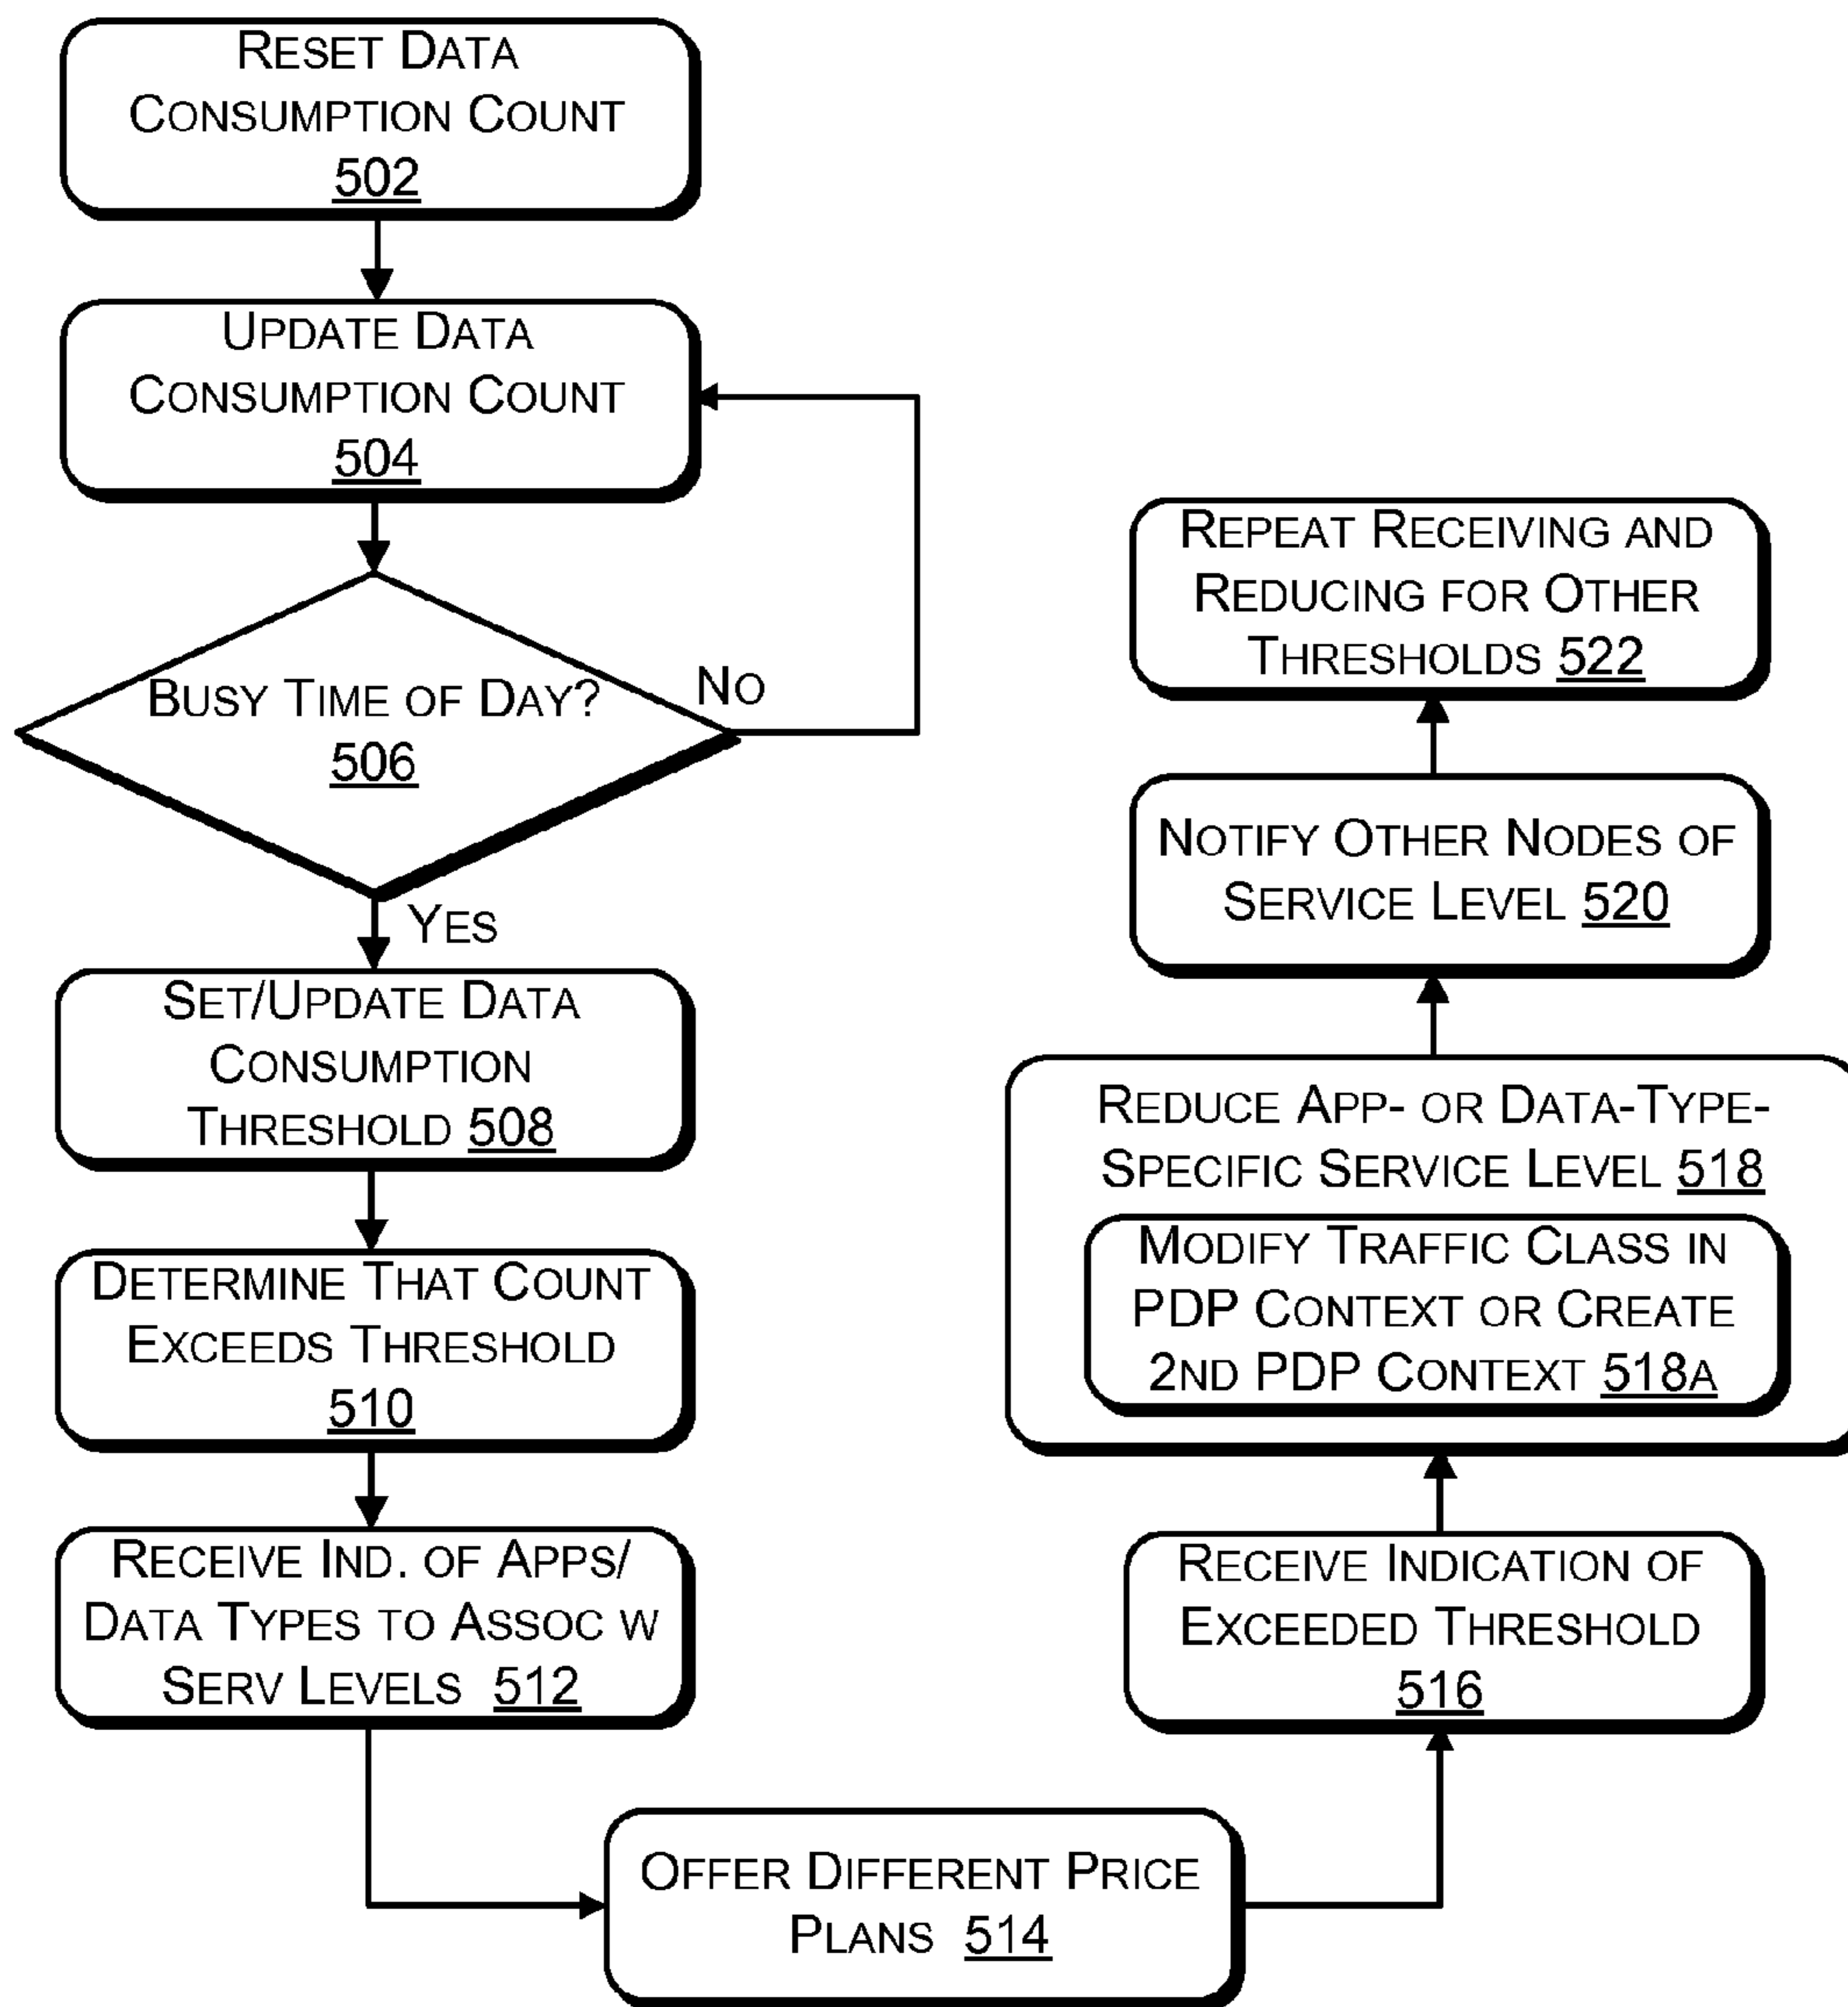 RESET DATA
CONSUMPTION COUNT
502
UPDATE DATA
CONSUMPTION COUNT
504
BUSY TIME OF DAY?
506
NO
YES
SET/UPDATE DATA
CONSUMPTION
THRESHOLD 508
DETERMINE THAT COUNT
EXCEEDS THRESHOLD
510
RECEIVE IND. OF APPS/
DATA TYPES TO ASSOC W
SERV LEVELS 512
OFFER DIFFERENT PRICE
PLANS 514
RECEIVE INDICATION OF
EXCEEDED THRESHOLD
516
REDUCE APP- OR DATA-TYPE-
SPECIFIC SERVICE LEVEL 518
MODIFY TRAFFIC CLASS IN
PDP CONTEXT OR CREATE
2ND PDP CONTEXT 518A
NOTIFY OTHER NODES OF
SERVICE LEVEL 520
REPEAT RECEIVING AND
REDUCING FOR OTHER
THRESHOLDS 522